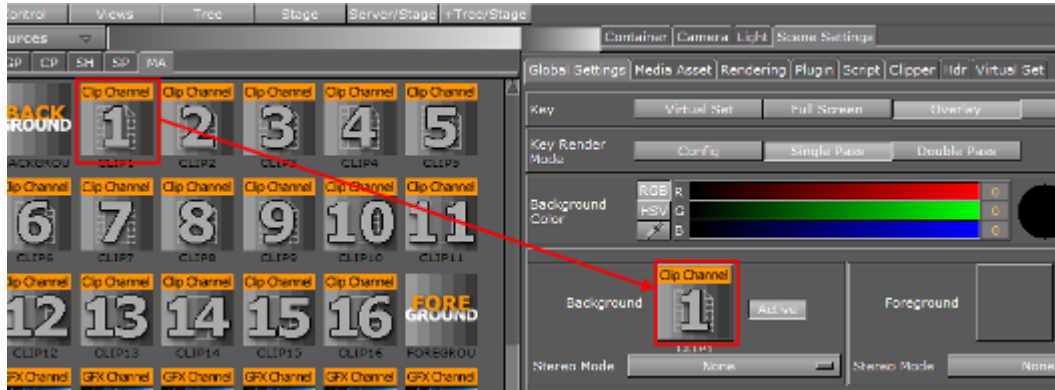 ontrol Views Tree Stage Server/Stage +Tree/Stage
urces
Container Camera Light Scene Settings
GP CP SH SP MA
Global Settings Media Asset Rendering Plugin Script Clipper Hdr Virtual Set
BACK GROUND Clip Channel 1 Clip Channel 2 Clip Channel 3 Clip Channel 4 Clip Channel 5
ACKGROU CLIP1 CLIP2 CLIP3 CLIP4 CLIP5
Key Virtual Set Full Screen Overlay
Key Render Mode Config Single Pass Double Pass
Clip Channel 6 Clip Channel 7 Clip Channel 8 Clip Channel 9 Clip Channel 10 Clip Channel 11
CLIP6 CLIP7 CLIP8 CLIP9 CLIP10 CLIP11
Background Color RGB HSV R 0 G 0 B 0
Clip Channel 12 Clip Channel 13 Clip Channel 14 Clip Channel 15 Clip Channel 16 FORE GROUND
CLIP12 CLIP13 CLIP14 CLIP15 CLIP16 FOREGROU
Background Clip Channel 1 CLIP1 Active Foreground
Stereo Mode None Stereo Mode None
GFX Channel GFX Channel GFX Channel GFX Channel GFX Channel GFX Channel